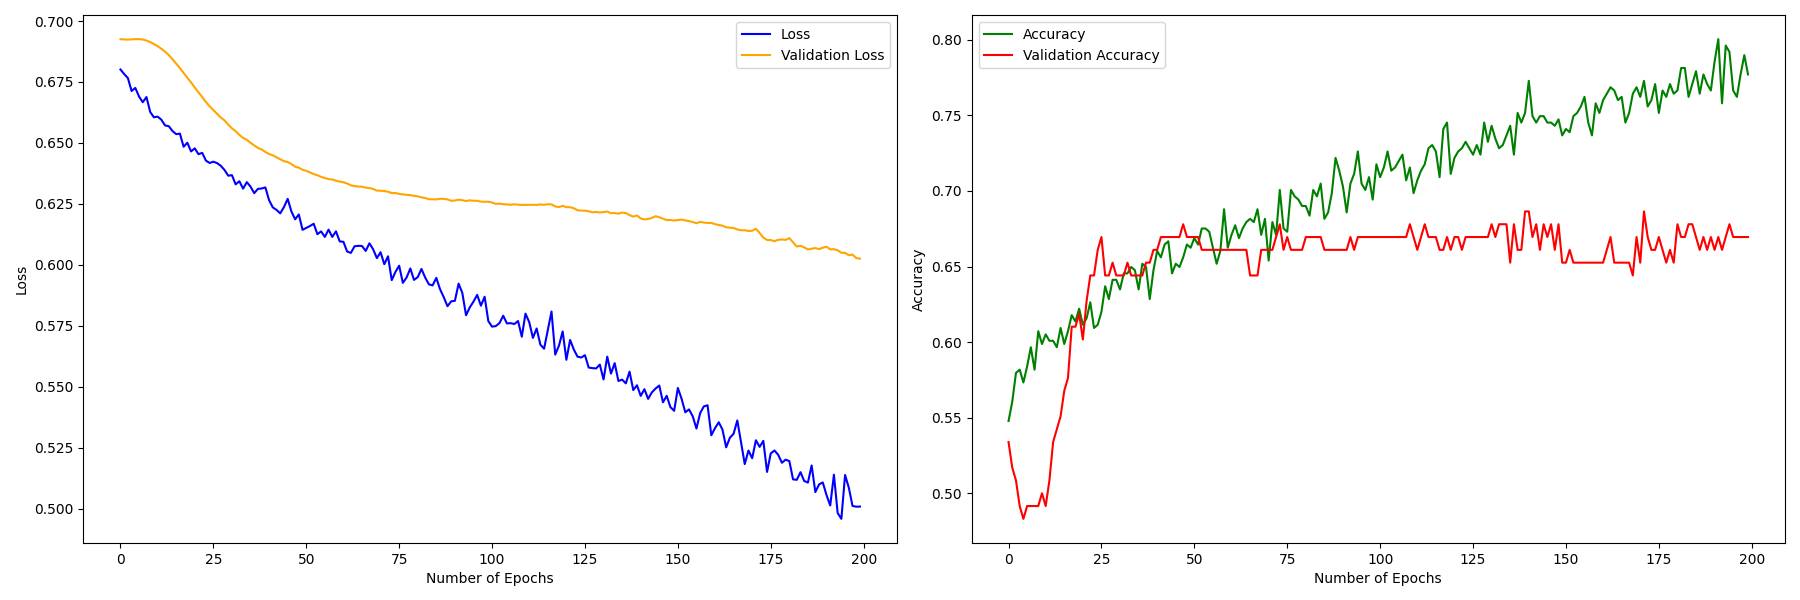 0.700
0.675
0.650
0.625
0.600
0.575
0.550
0.525
0.500
Loss
0 25 50 75 100 125 150 175 200
Number of Epochs
Loss
Validation Loss
0.80
0.75
0.70
0.65
0.60
0.55
0.50
Accuracy
0 25 50 75 100 125 150 175 200
Number of Epochs
Accuracy
Validation Accuracy